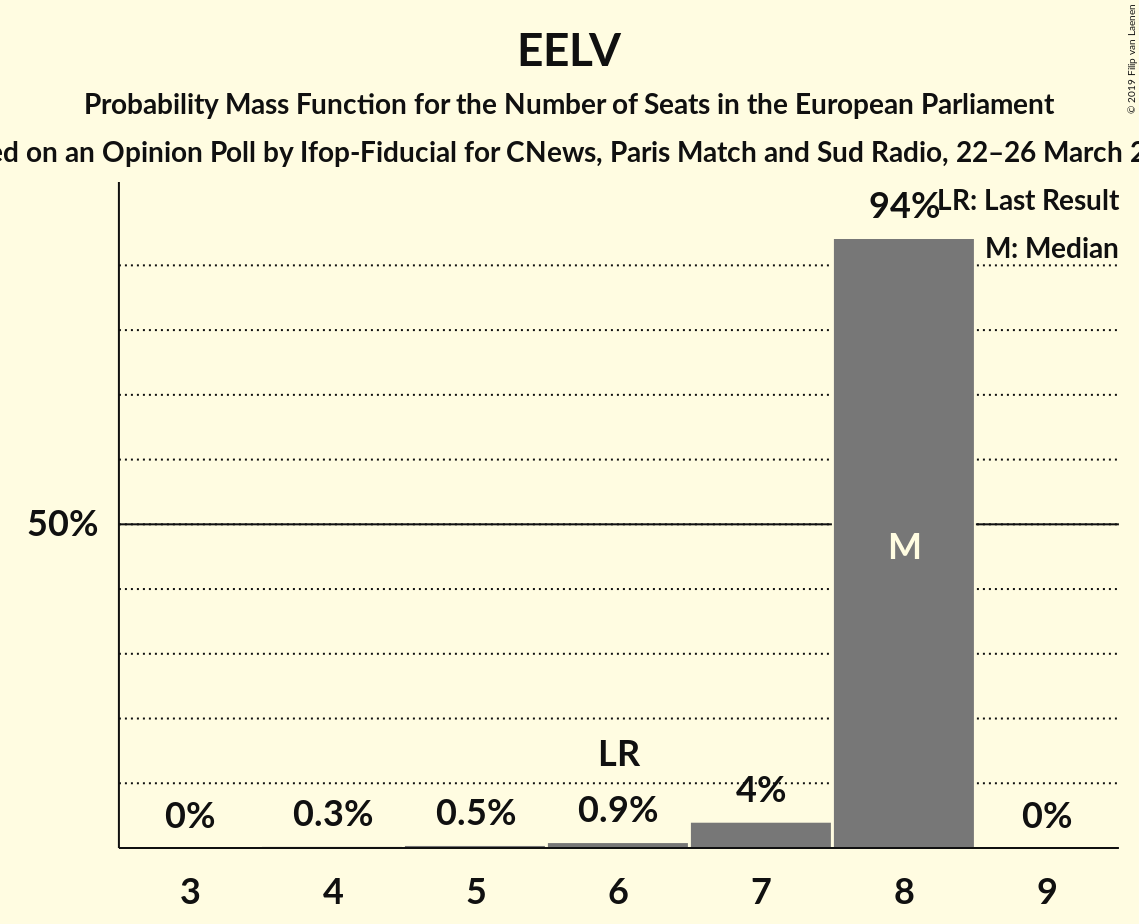 EELV
Probability Mass Function for the Number of Seats in the European Parliament
on an Opinion Poll by Ifop-Fiducial for CNews, Paris Match and Sud Radio, 22–26 March
© 2019 Filip van Laenen
LR: Last Result
M: Median
94%
50%
M
LR
0%
0.3%
0.5%
0.9%
4%
0%
3
4
5
6
7
8
9